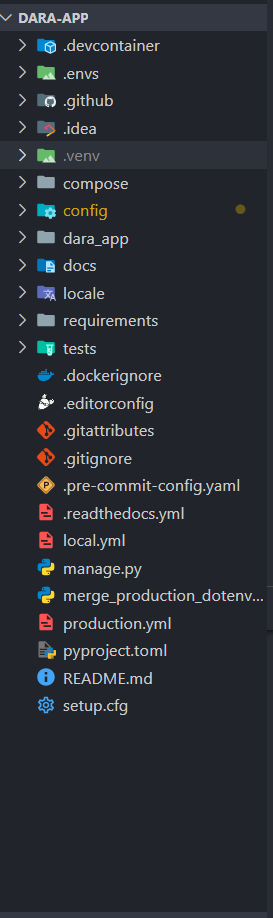 DARA-APP
.devcontainer
.envs
.github
.idea
.venv
compose
config
dara_app
docs
locale
requirements
tests
.dockerignore
.editorconfig
.gitattributes
.gitignore
.pre-commit-config.yaml
.readthedocs.yml
local.yml
manage.py
merge_production_dotenv...
production.yml
pyproject.toml
README.md
setup.cfg